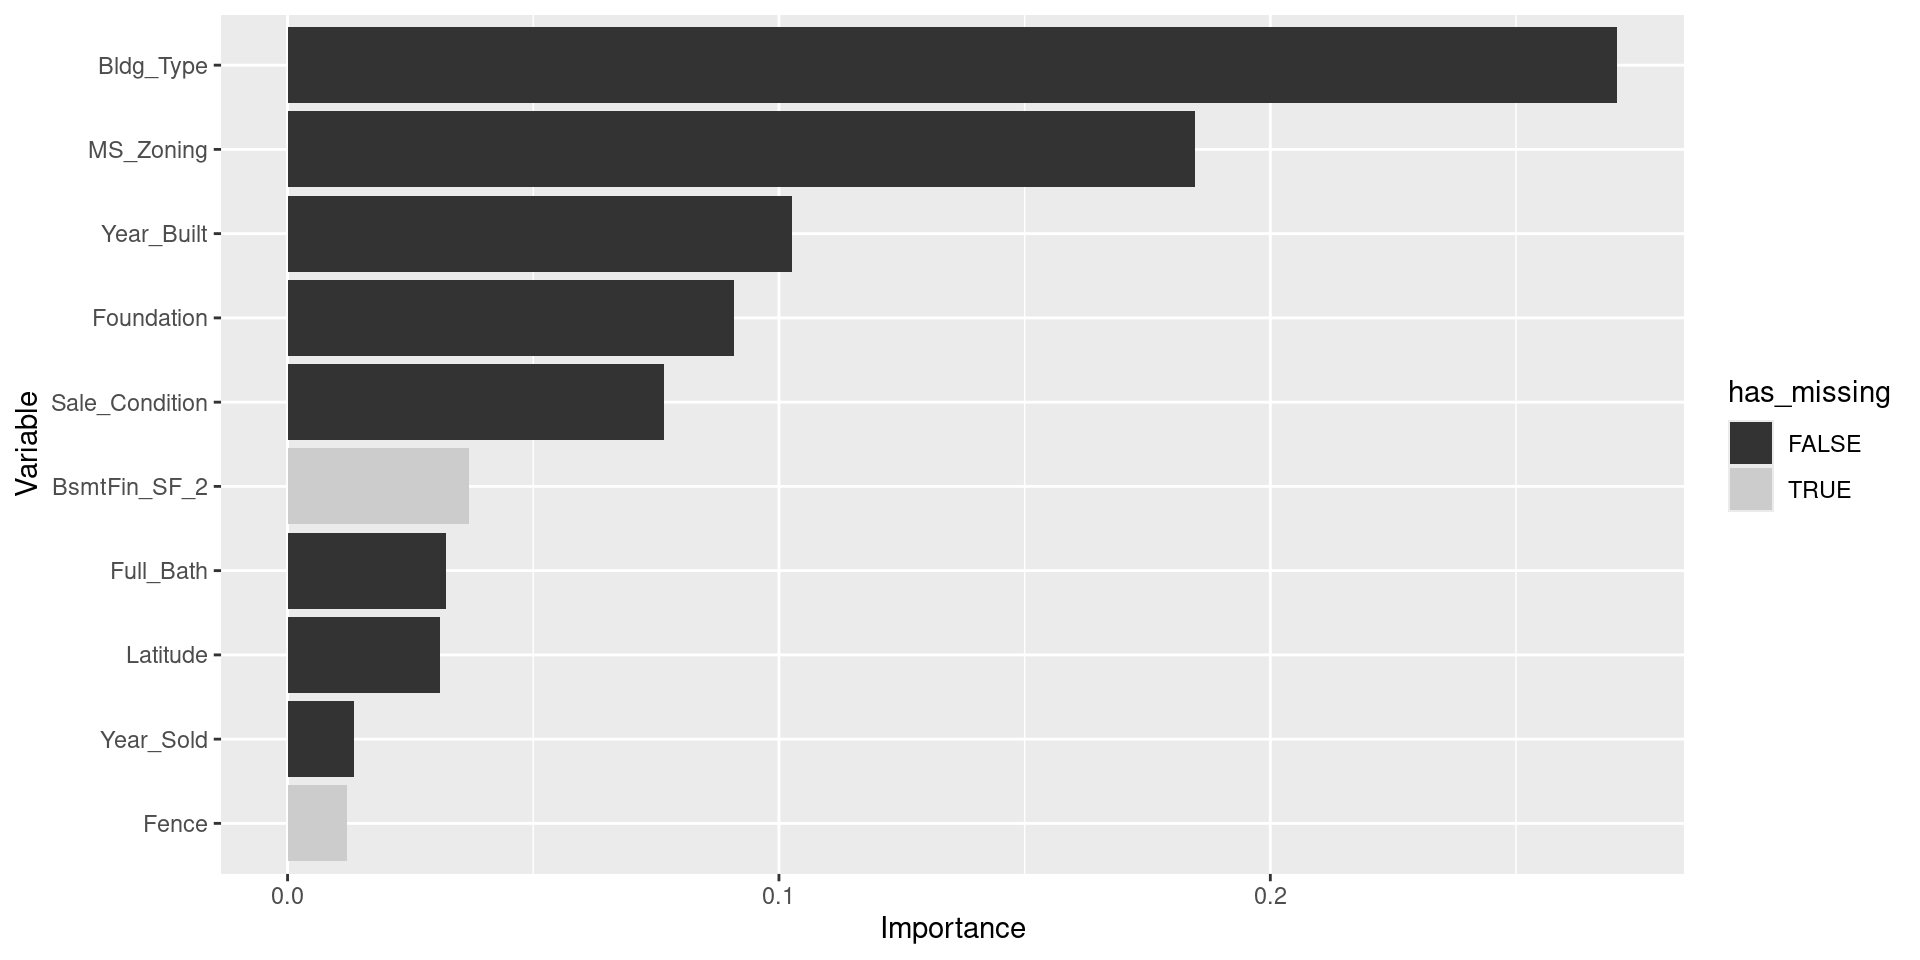 Bldg_Type
MS_Zoning
Year_Built
Foundation
Sale_Condition
BsmtFin_SF_2
Full_Bath
Latitude
Year_Sold
Fence
Variable
0.0
0.1
0.2
Importance
has_missing
FALSE
TRUE